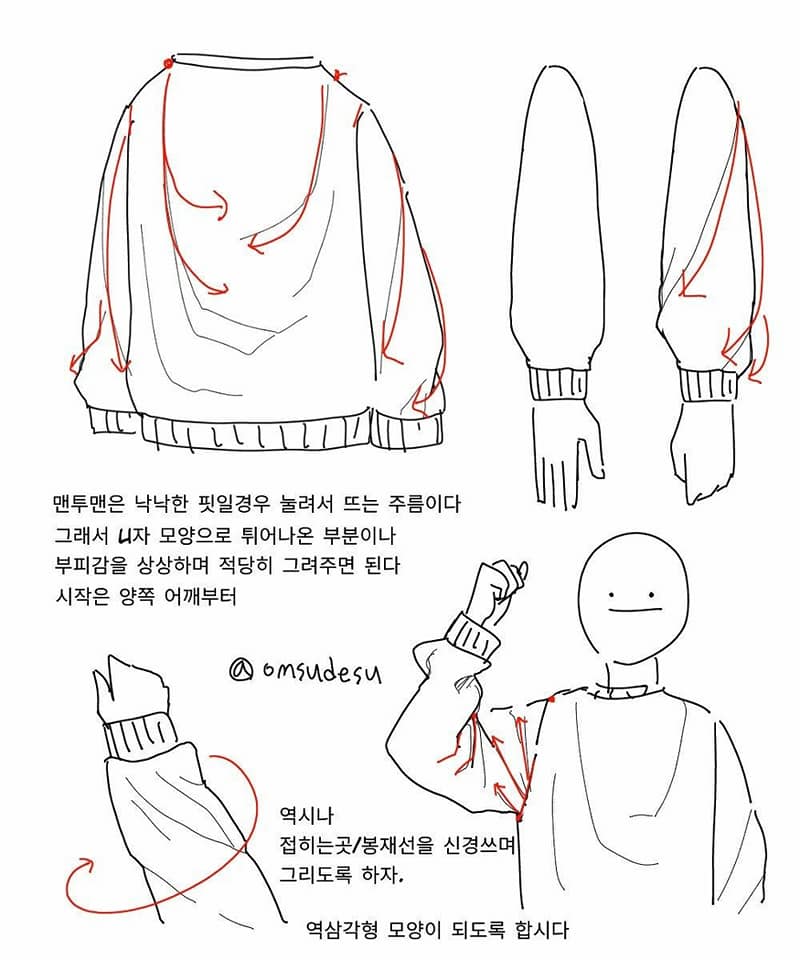 맨투맨은 낙낙한 핏일경우 눌려서 뜨는 주름이다
그래서 U자 모양으로 튀어나온 부분이나
부피감을 상상하며 적당히 그려주면 된다
시작은 양쪽 어깨부터
@omsudesu
역시나
접히는곳/봉재선을 신경쓰며
그리도록 하자.
역삼각형 모양이 되도록 합시다